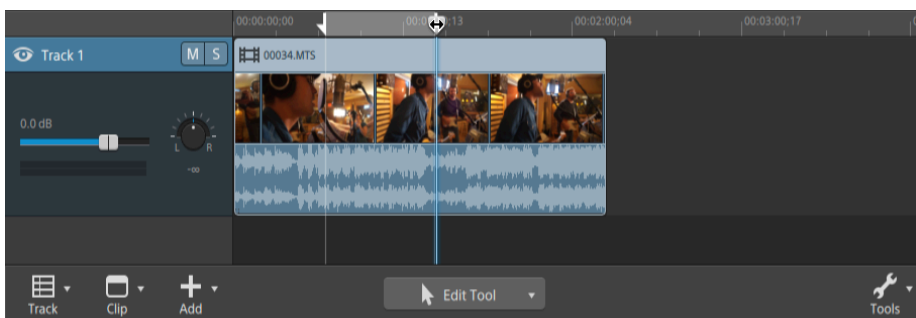 00:00:00;00
00:02:00;04
00:03:00;17
Track 1
M
S
00034.MTS
0.0 dB
L
R
-∞
Track
Clip
Add
Edit Tool
Tools